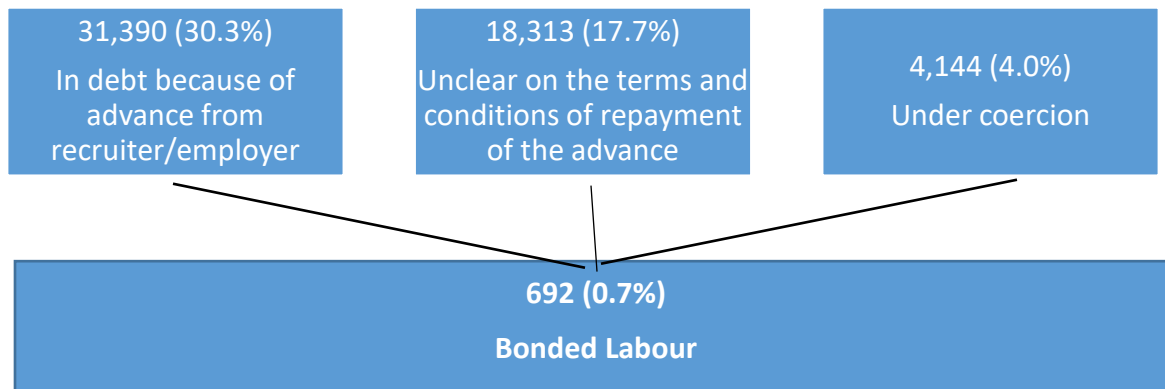 31,390 (30.3%)
In debt because of
advance from
recruiter/employer
18,313 (17.7%)
Unclear on the terms and
conditions of repayment
of the advance
4,144 (4.0%)
Under coercion
692 (0.7%)
Bonded Labour